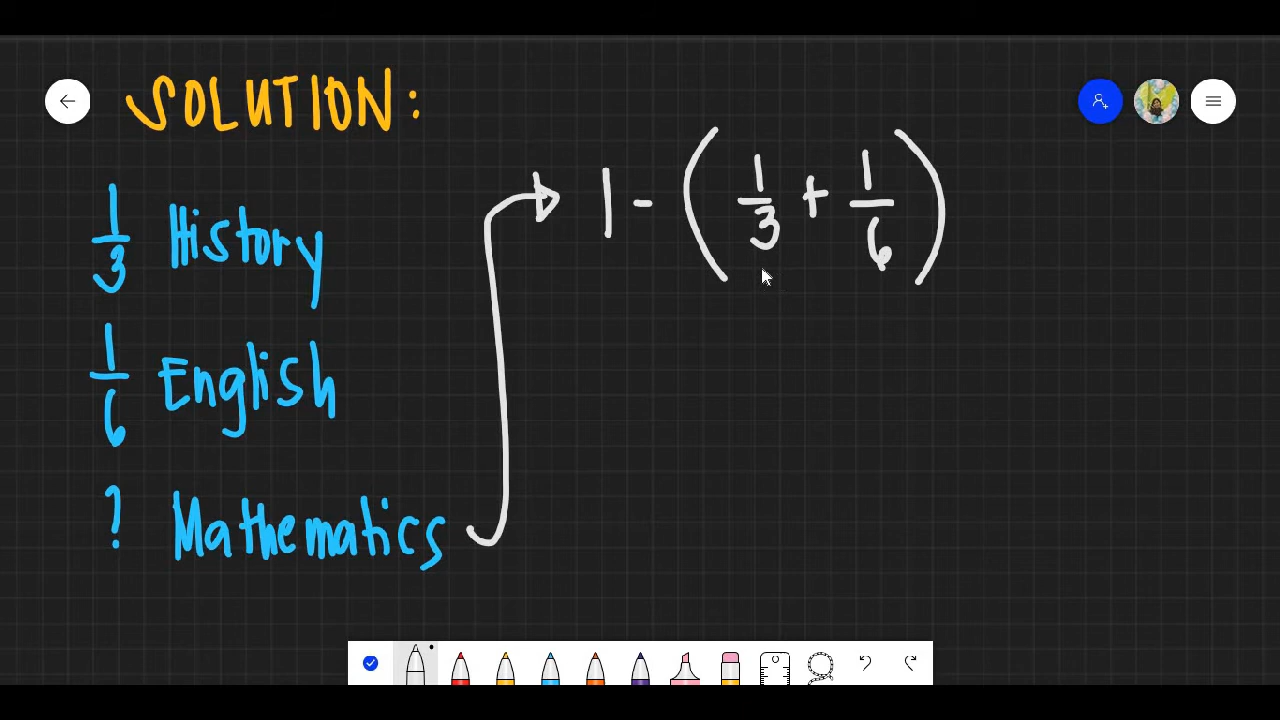 SOLUTION:
1/3 History
1/6 English
? Mathematics
1 - (1/3 + 1/6)